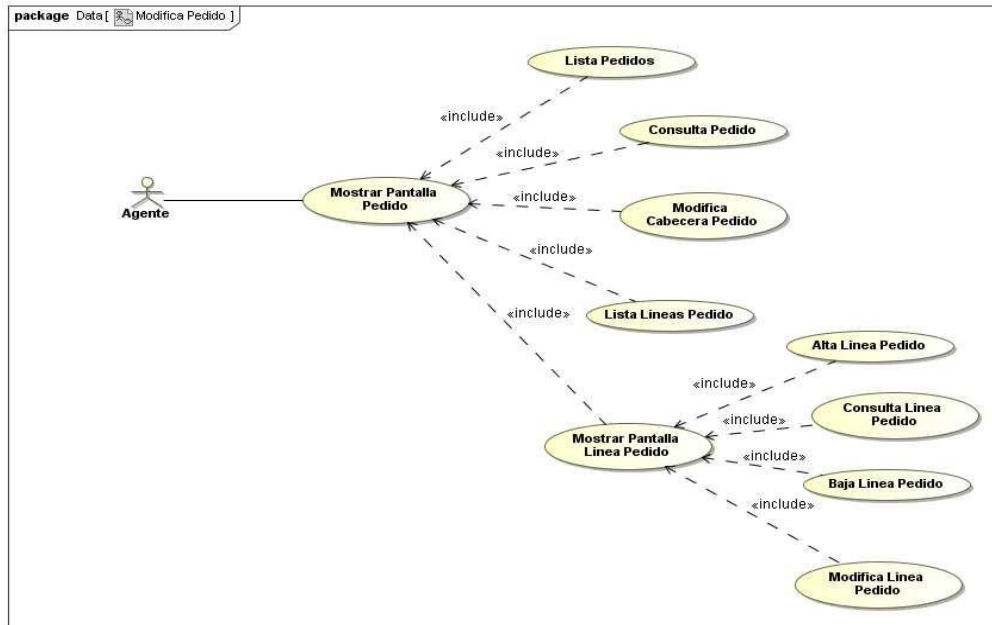 package Data [ Modifica Pedido ]
Lista Pedidos
«include»
Consulta Pedido
«include»
Agente
Mostrar Pantalla
Pedido
«include»
Modifica
Cabecera Pedido
«include»
Lista Lineas Pedido
«include»
Alta Linea Pedido
«include»
Mostrar Pantalla
Linea Pedido
«include»
Consulta Linea
Pedido
«include»
Baja Linea Pedido
«include»
Modifica Linea
Pedido